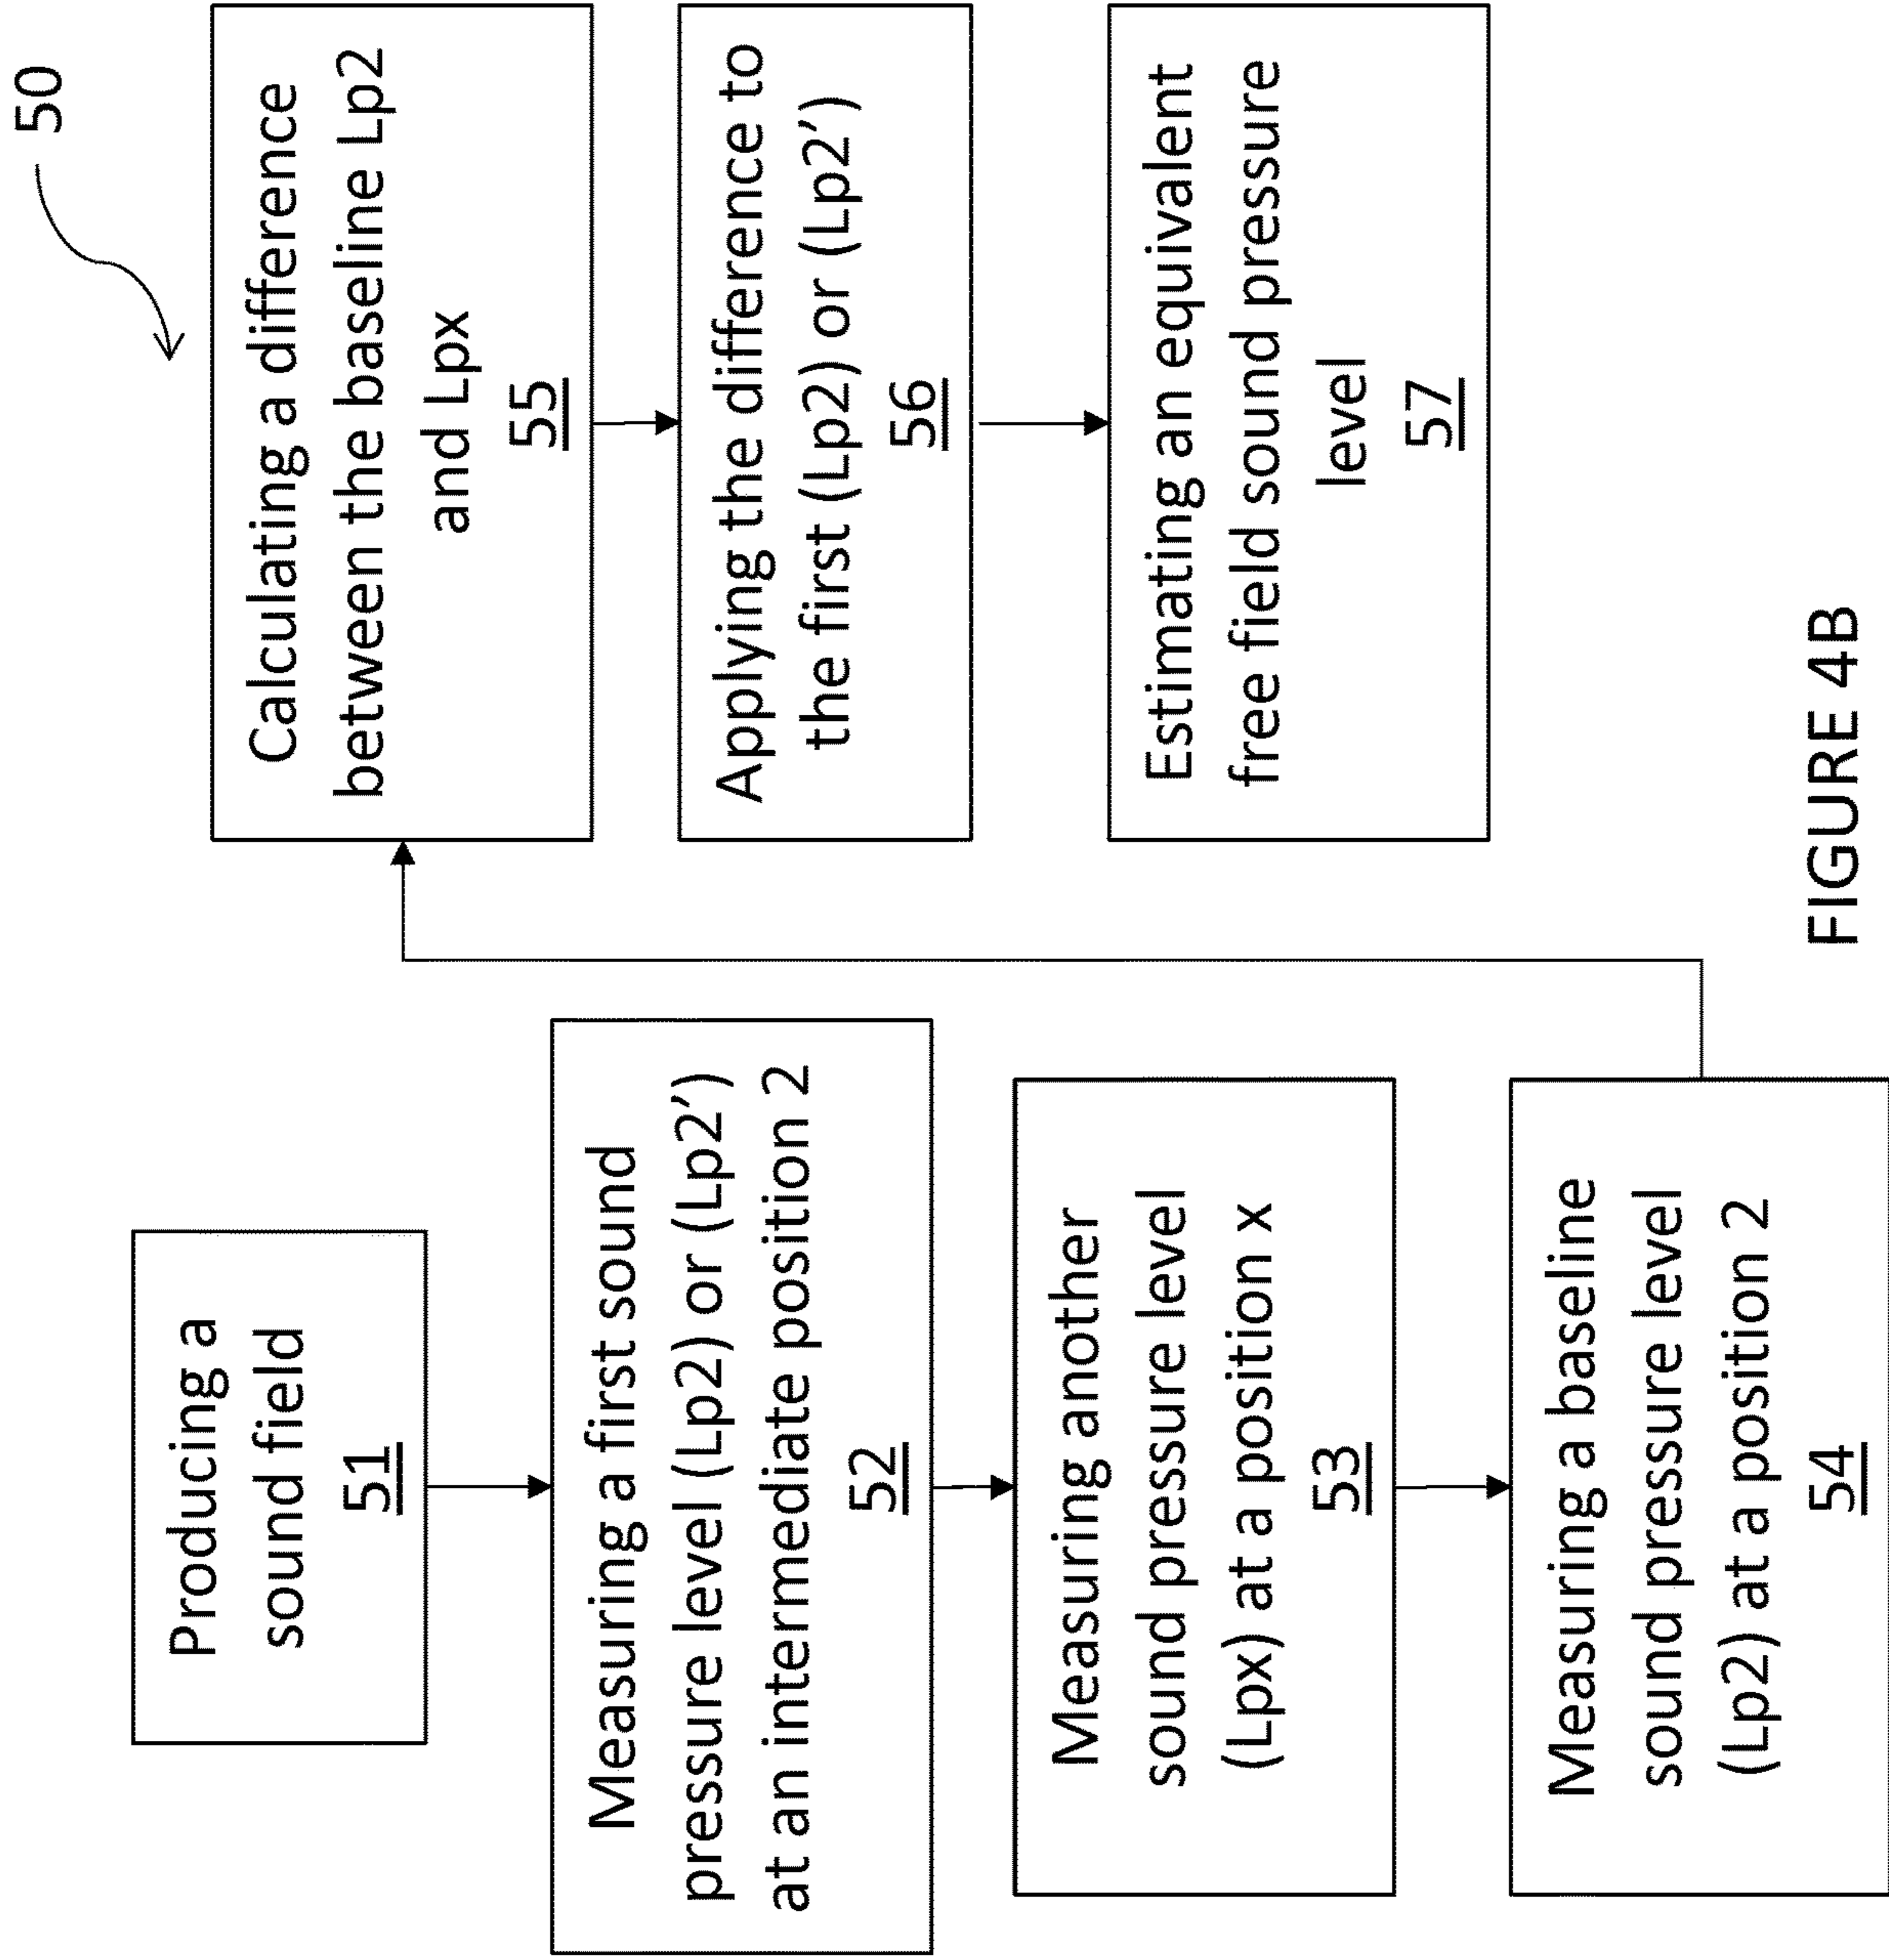 50
Producing a
sound field
51
Measuring a first sound
pressure level (Lp2) or (Lp2’)
at an intermediate position 2
52
Measuring another
sound pressure level
(Lpx) at a position x
53
Measuring a baseline
sound pressure level
(Lp2) at a position 2
54
Calculating a difference
between the baseline Lp2
and Lpx
55
Applying the difference to
the first (Lp2) or (Lp2’)
56
Estimating an equivalent
free field sound pressure
level
57
FIGURE 4B